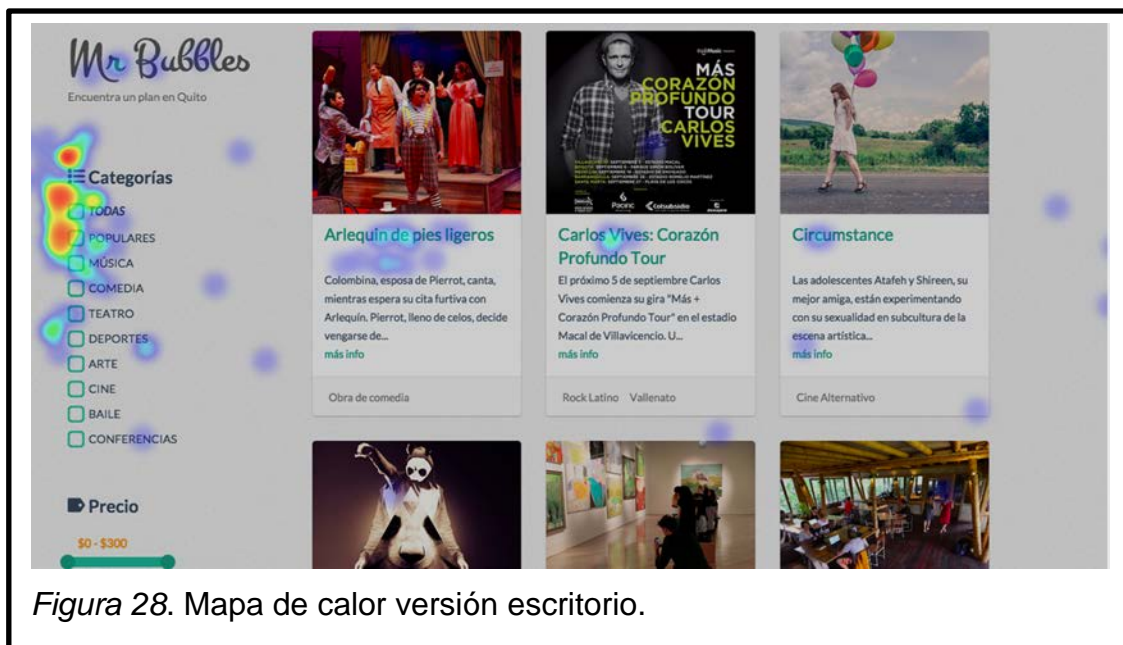 Mr Bubbles
Encuentra un plan en Quito
Categorías
TODAS
POPULARES
MÚSICA
COMEDIA
TEATRO
DEPORTES
ARTE
CINE
BAILE
CONFERENCIAS
Precio
$0 - $300
Arlequin de pies ligeros
Colombina, esposa de Pierrot, canta,
mientras espera su cita furtiva con
Arlequín. Pierrot, lleno de celos, decide
vengarse de...
más info
Obra de comedia
MÁS
CORAZÓN
PROFUNDO
TOUR
CARLOS
VIVES
Pacific
Colsubsidio
Carlos Vives: Corazón
Profundo Tour
El próximo 5 de septiembre Carlos
Vives comienza su gira "Más +
Corazón Profundo Tour" en el estadio
Macal de Villavicencio. U...
más info
Rock Latino Vallenato
Circumstance
Las adolescentes Atafeh y Shireen, su
mejor amiga, están experimentando
con su sexualidad en subcultura de la
escena artística...
más info
Cine Alternativo
Figura 28. Mapa de calor versión escritorio.